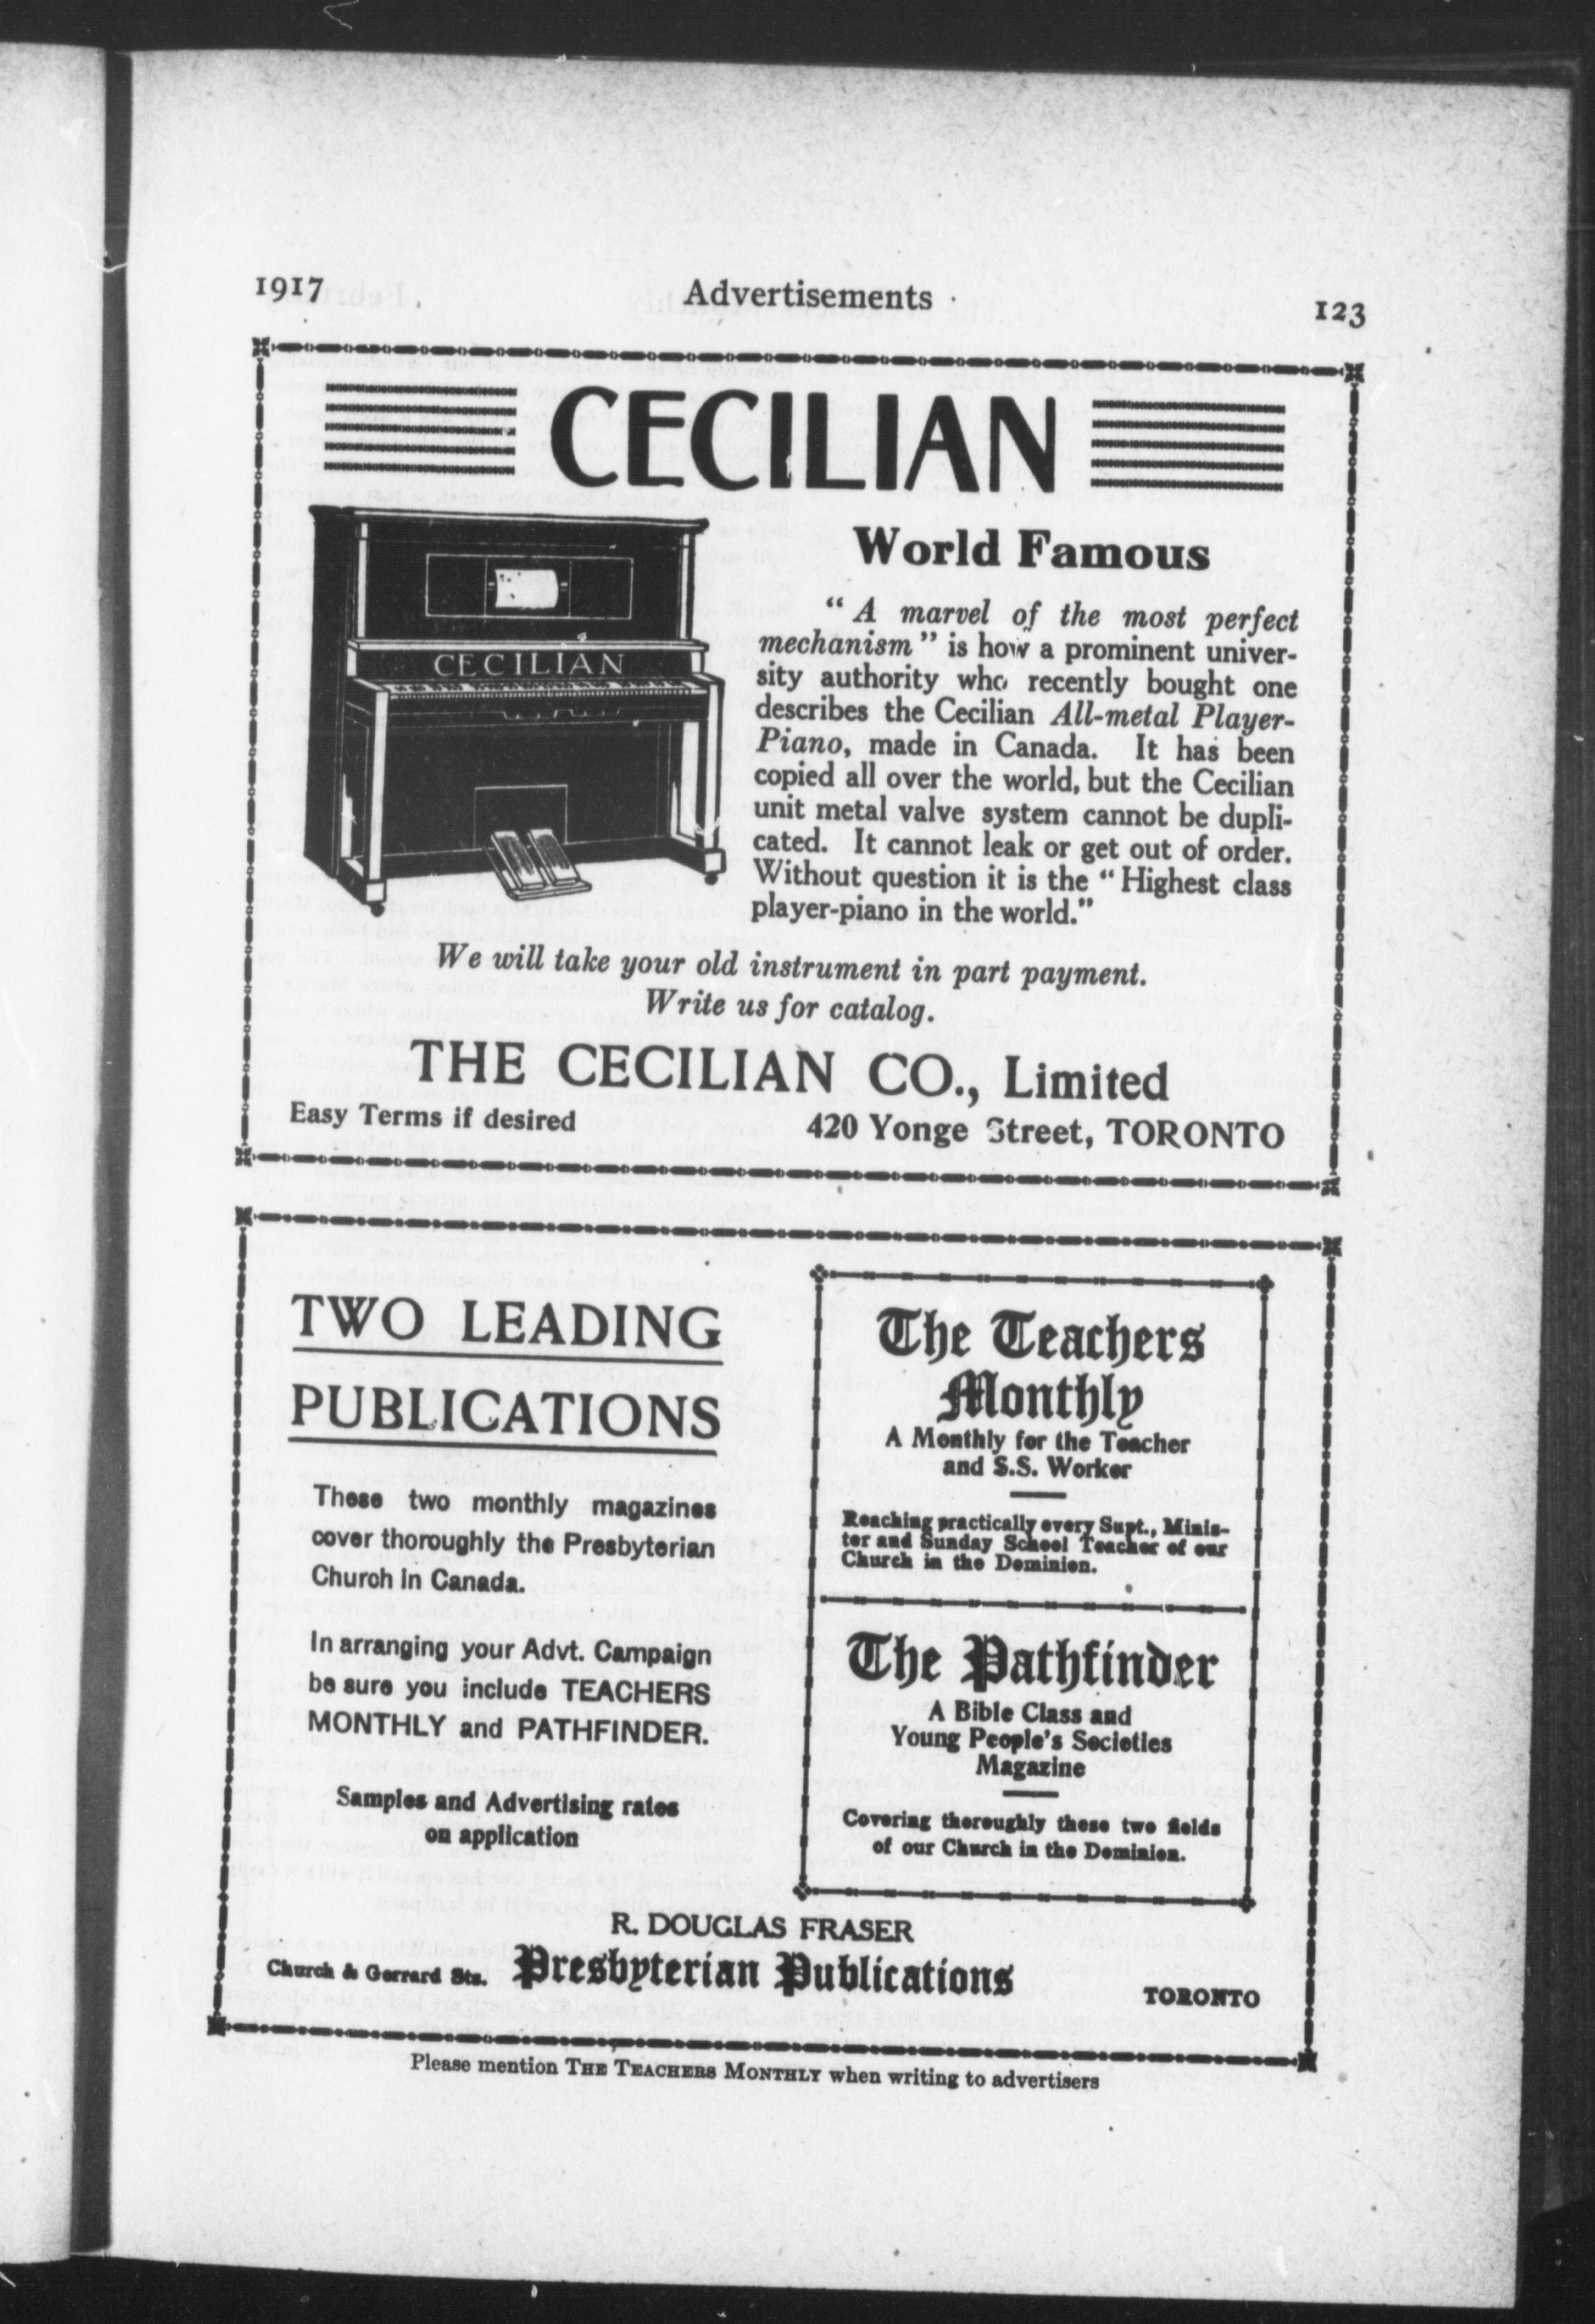 1917
Advertisements
123
CECILIAN
CECILIAN
World Famous
" A marvel of the most perfect
mechanism " is how a prominent univer-
sity authority who recently bought one
describes the Cecilian All-metal Player-
Piano, made in Canada. It has been
copied all over the world, but the Cecilian
unit metal valve system cannot be dupli-
cated. It cannot leak or get out of order.
Without question it is the " Highest class
player-piano in the world."
We will take your old instrument in part payment.
Write us for catalog.
THE CECILIAN CO., Limited
Easy Terms if desired
420 Yonge Street, TORONTO
TWO LEADING
PUBLICATIONS
These two monthly magazines
cover thoroughly the Presbyterian
Church in Canada.
In arranging your Advt. Campaign
be sure you include TEACHERS
MONTHLY and PATHFINDER.
Samples and Advertising rates
on application
The Teachers
Monthly
A Monthly for the Teacher
and S.S. Worker
Reaching practically every Supt., Minis-
ter and Sunday School Teacher of our
Church in the Dominion.
The Pathfinder
A Bible Class and
Young People's Societies
Magazine
Covering thoroughly these two fields
of our Church in the Dominion.
R. DOUGLAS FRASER
Church & Gerrard Sts. Presbyterian Publications TORONTO
Please mention THE TEACHERS MONTHLY when writing to advertisers